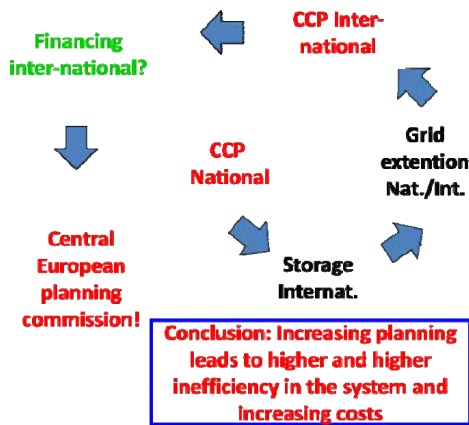 CCP Inter-
national
Financing
inter-national?
Grid
extention
Nat./Int.
CCP
National
Central
European
planning
commission!
Storage
Internat.
Conclusion: Increasing planning
leads to higher and higher
inefficiency in the system and
increasing costs